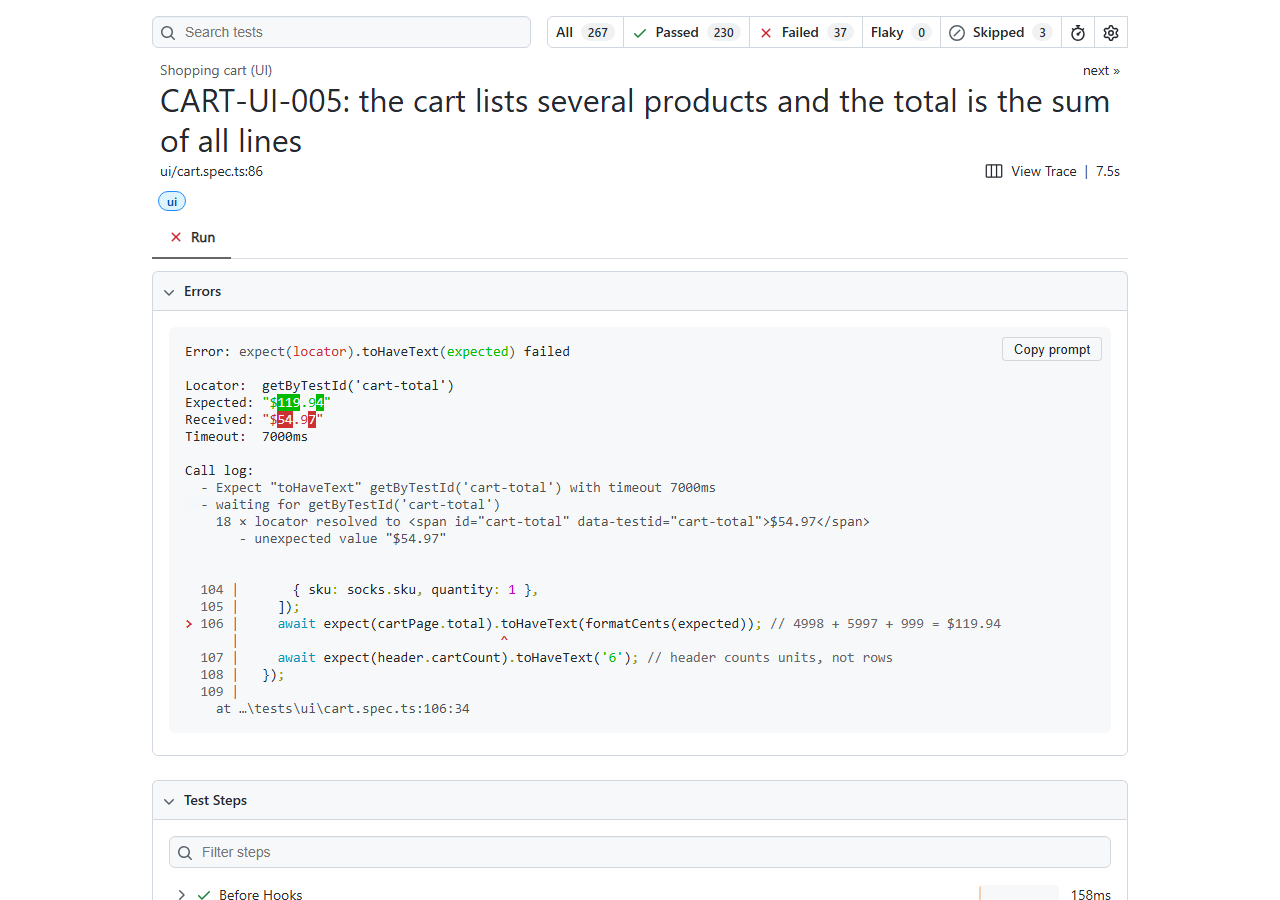 Search tests
All 267 Passed 230 Failed 37 Flaky 0 Skipped 3
Shopping cart (UI) next »
CART-UI-005: the cart lists several products and the total is the sum
of all lines
ui/cart.spec.ts:86 View Trace | 7.5s
ui
Run
Errors
Copy prompt
Error: expect(locator).toHaveText(expected) failed
Locator:  getByTestId('cart-total')
Expected: "$119.94"
Received: "$54.97"
Timeout:  7000ms
Call log:
  - Expect "toHaveText" getByTestId('cart-total') with timeout 7000ms
  - waiting for getByTestId('cart-total')
    18 × locator resolved to <span id="cart-total" data-testid="cart-total">$54.97</span>
       - unexpected value "$54.97"
  104 |       { sku: socks.sku, quantity: 1 },
  105 |     ]);
> 106 |     await expect(cartPage.total).toHaveText(formatCents(expected)); // 4998 + 5997 + 999 = $119.94
      |                                  ^
  107 |     await expect(header.cartCount).toHaveText('6'); // header counts units, not rows
  108 |   });
  109 |
    at …\tests\ui\cart.spec.ts:106:34
Test Steps
Filter steps
Before Hooks 158ms